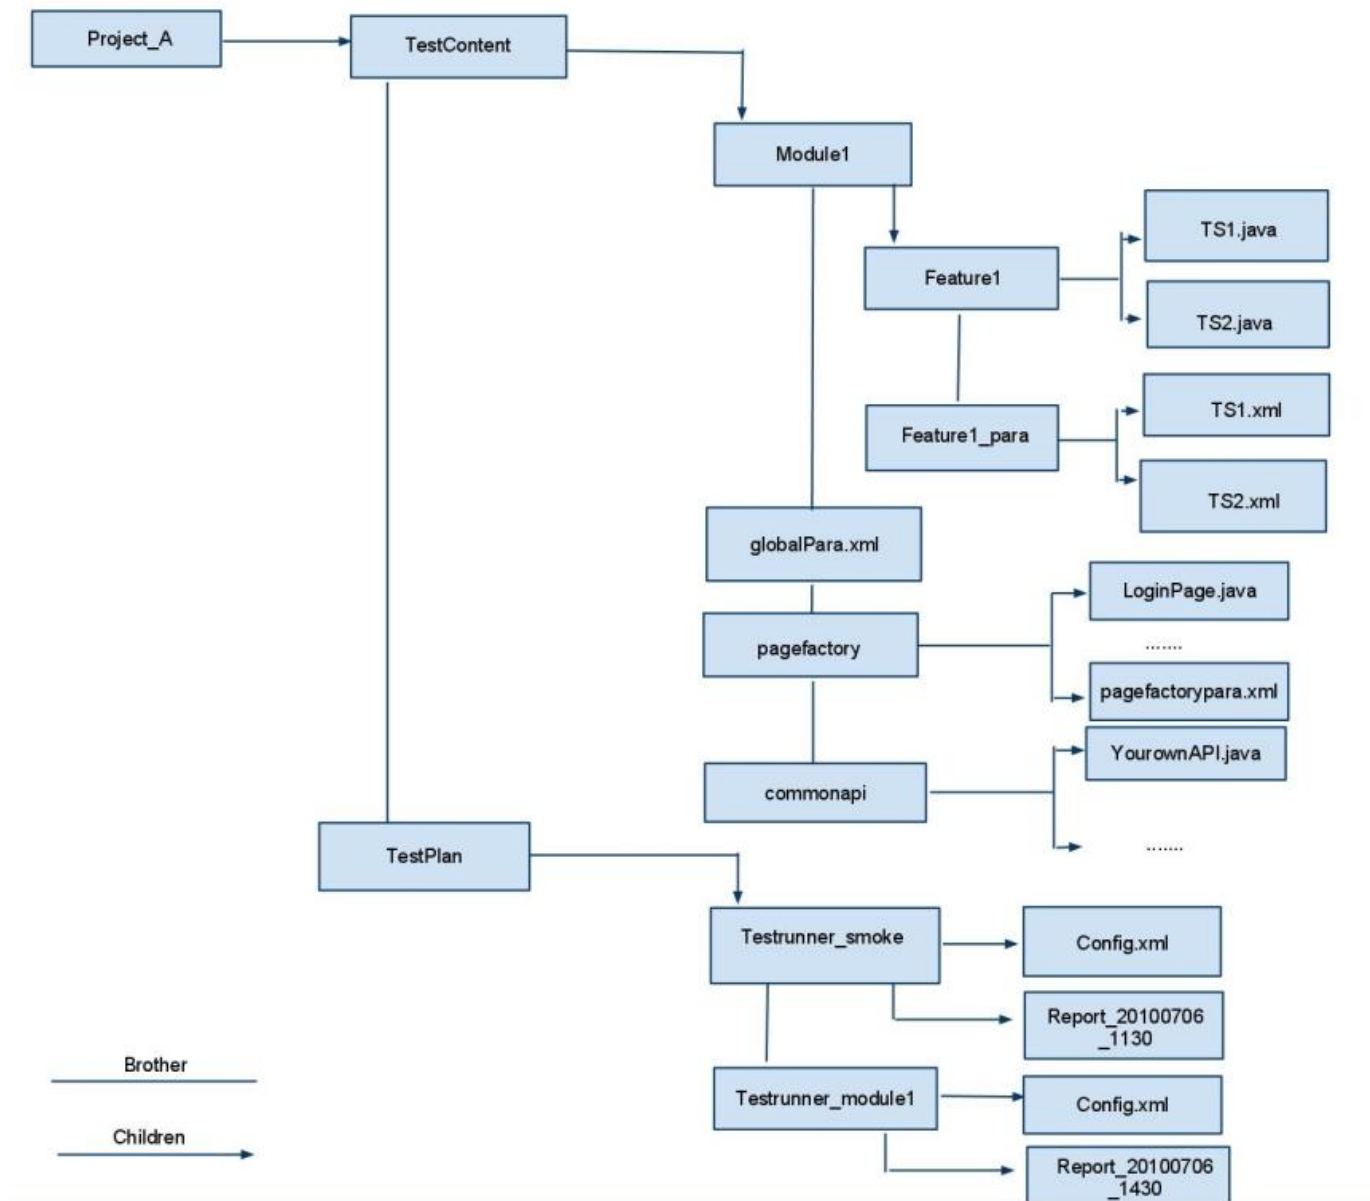 Project_A
TestContent
Module1
TS1.java
Feature1
TS2.java
TS1.xml
Feature1_para
TS2.xml
globalPara.xml
LoginPage.java
.......
pagefactory
pagefactorypara.xml
YourownAPI.java
commonapi
.......
TestPlan
Testrunner_smoke
Config.xml
Report_20100706
_1130
Brother
Testrunner_module1
Config.xml
Children
Report_20100706
_1430